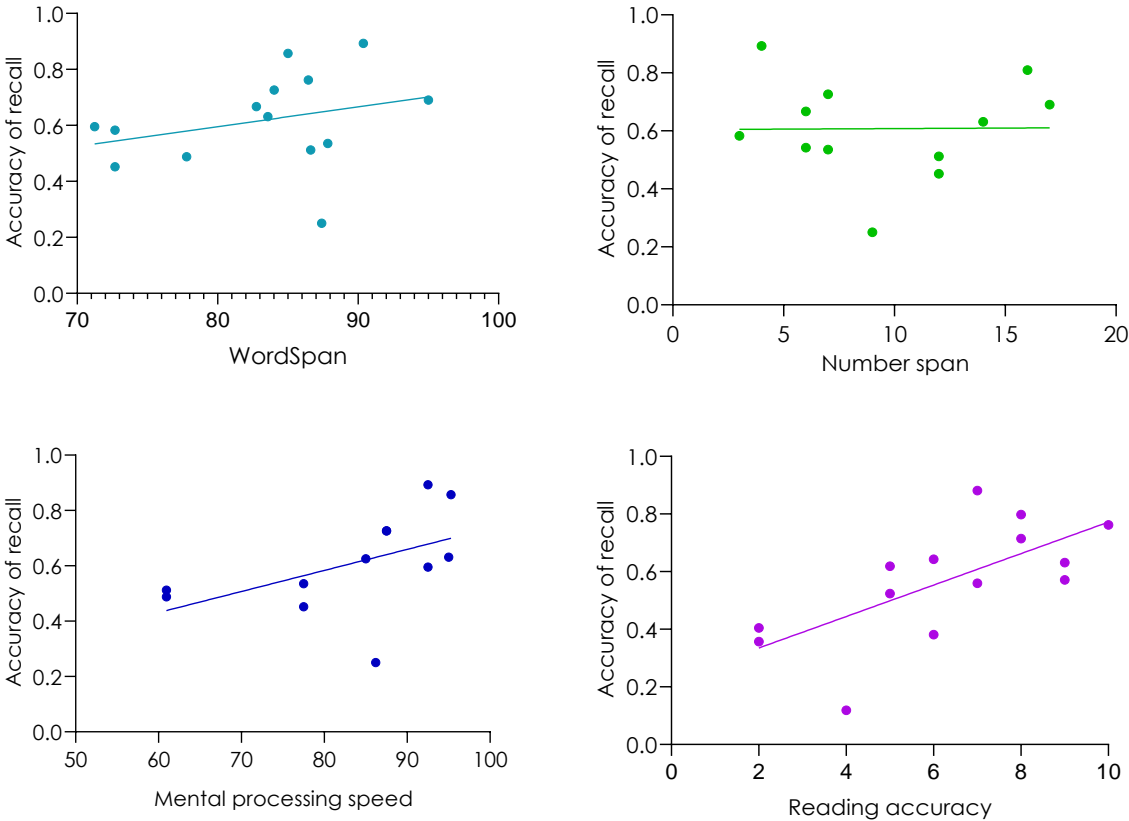 1.0
0.8
0.6
0.4
0.2
0.0
Accuracy of recall
70 80 90 100
WordSpan
1.0
0.8
0.6
0.4
0.2
0.0
Accuracy of recall
0 5 10 15 20
Number span
1.0
0.8
0.6
0.4
0.2
0.0
Accuracy of recall
50 60 70 80 90 100
Mental processing speed
1.0
0.8
0.6
0.4
0.2
0.0
Accuracy of recall
0 2 4 6 8 10
Reading accuracy